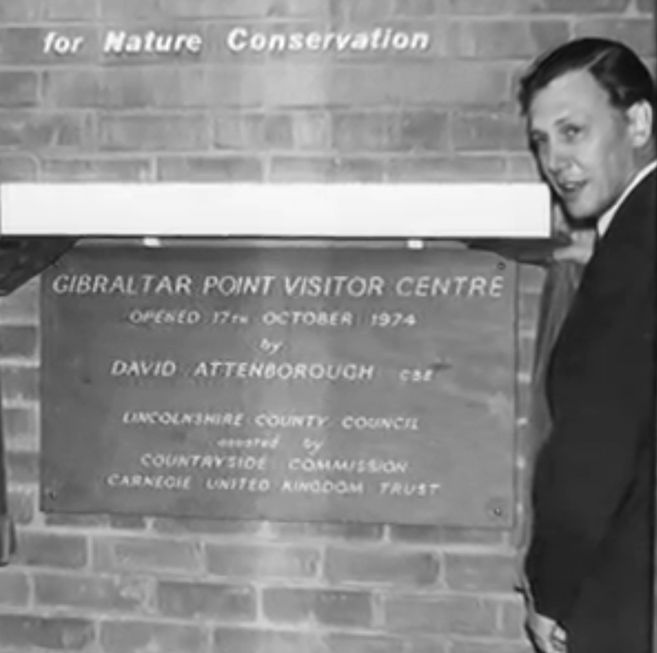 for Nature Conservation
GIBRALTAR POINT VISITOR CENTRE
OPENED 17TH OCTOBER 1974
by
DAVID ATTENBOROUGH CBE
LINCOLNSHIRE COUNTY COUNCIL
assisted by
COUNTRYSIDE COMMISSION
CARNEGIE UNITED KINGDOM TRUST